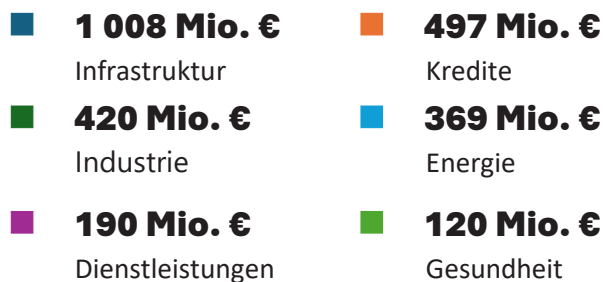 1 008 Mio. €
Infrastruktur
497 Mio. €
Kredite
420 Mio. €
Industrie
369 Mio. €
Energie
190 Mio. €
Dienstleistungen
120 Mio. €
Gesundheit